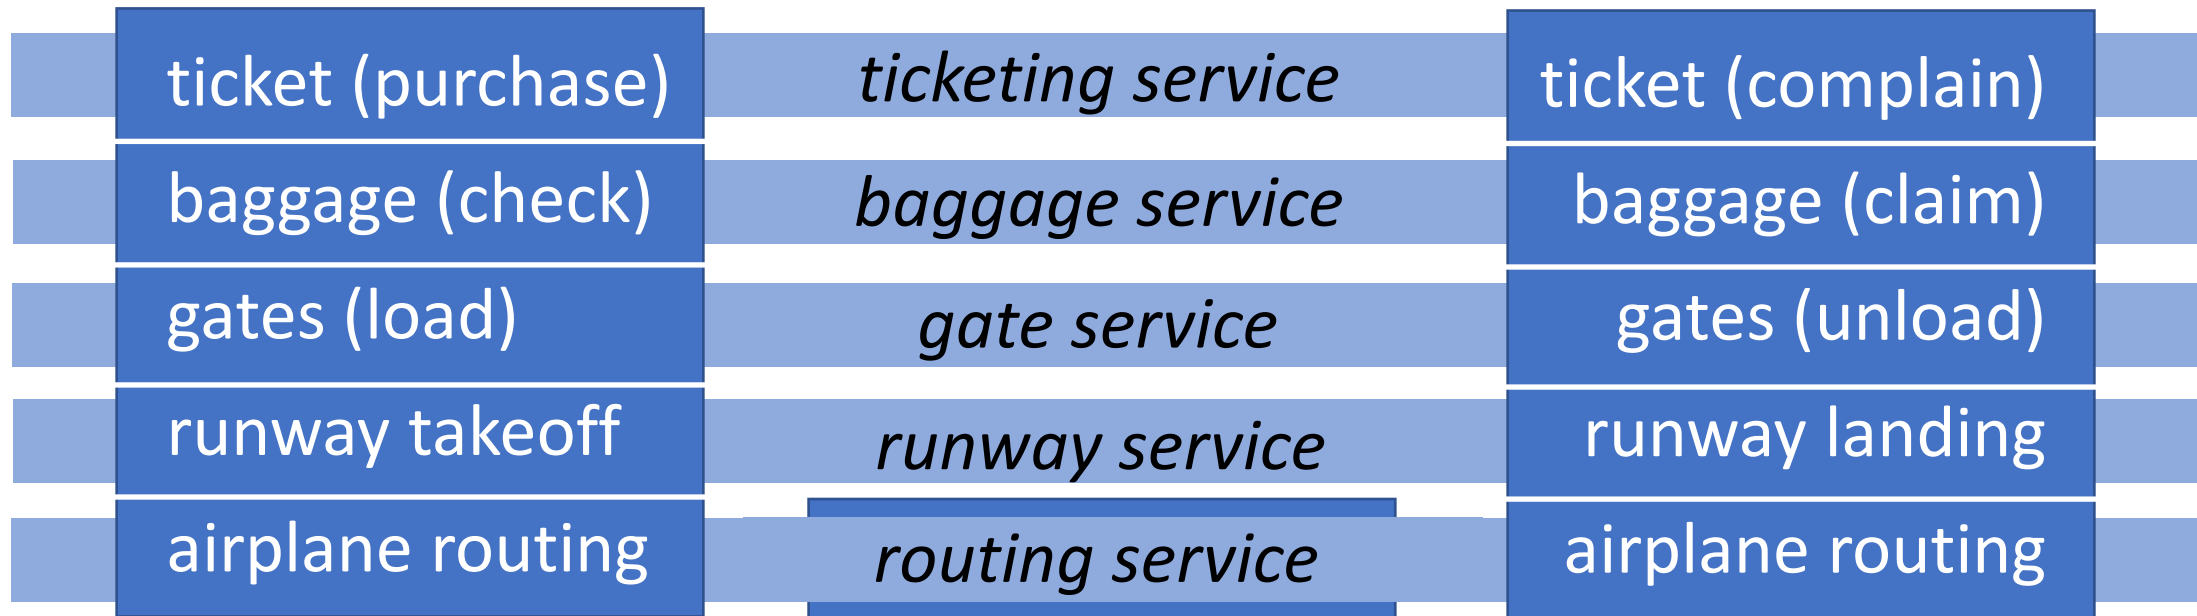 ticket (purchase) ticketing service ticket (complain)
baggage (check) baggage service baggage (claim)
gates (load) gate service gates (unload)
runway takeoff runway service runway landing
airplane routing routing service airplane routing